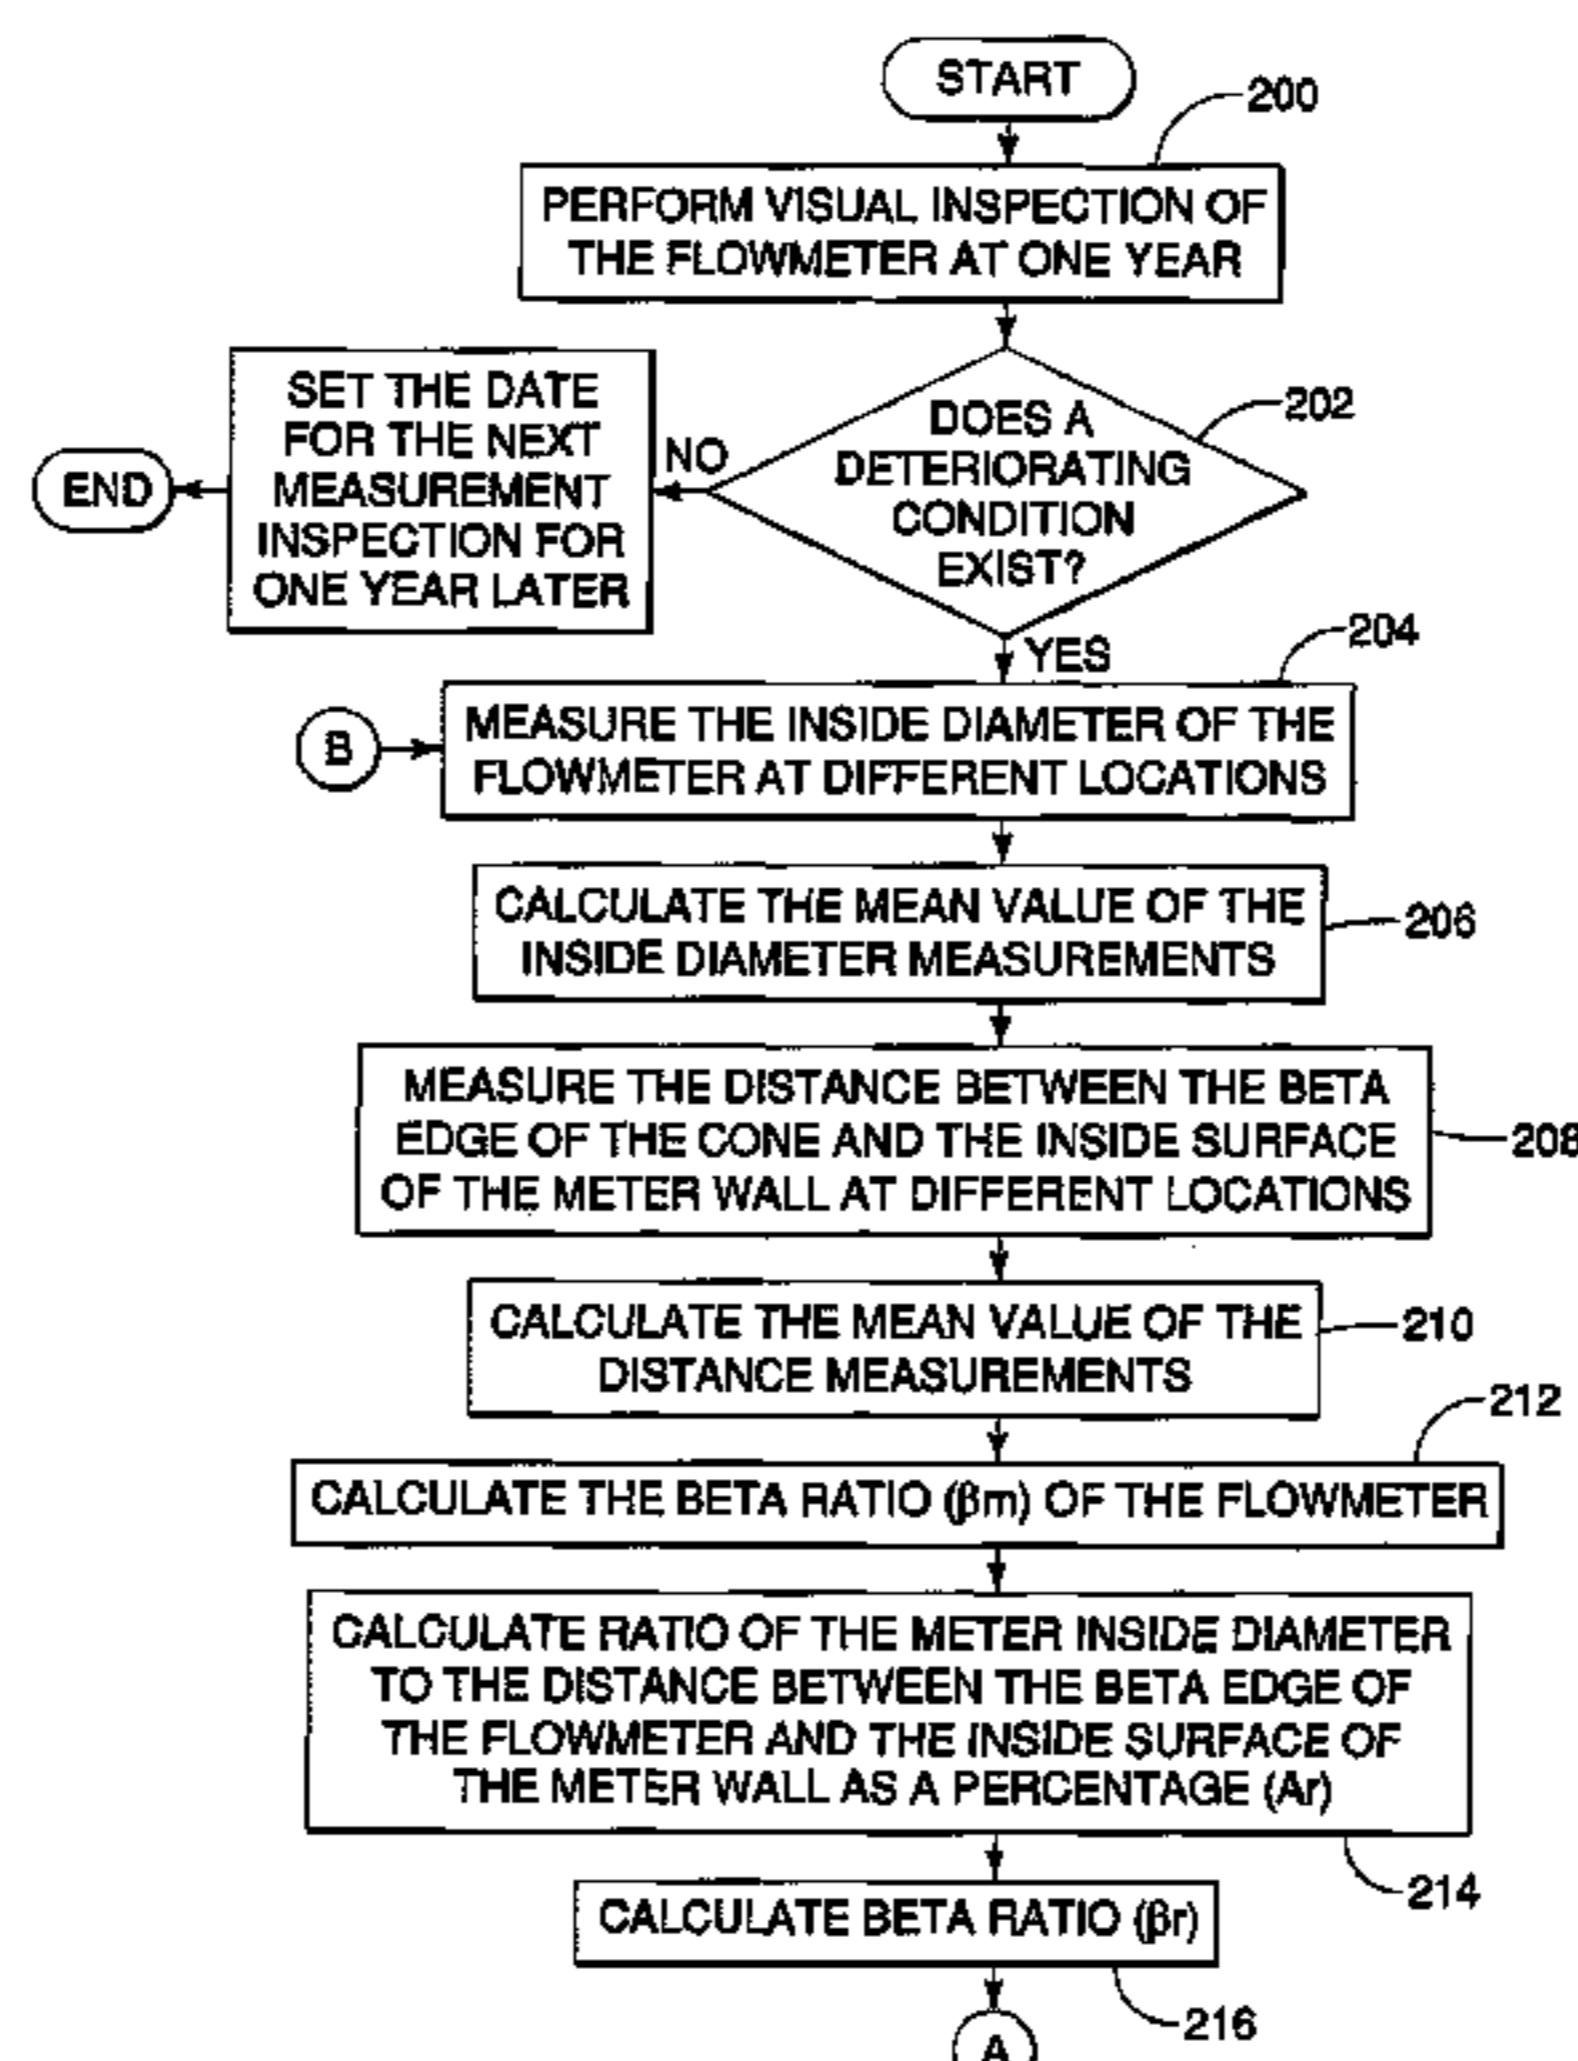 START
200
PERFORM VISUAL INSPECTION OF
THE FLOWMETER AT ONE YEAR
SET THE DATE
FOR THE NEXT
MEASUREMENT
INSPECTION FOR
ONE YEAR LATER
END
NO
DOES A
DETERIORATING
CONDITION
EXIST?
202
YES
204
B
MEASURE THE INSIDE DIAMETER OF THE
FLOWMETER AT DIFFERENT LOCATIONS
CALCULATE THE MEAN VALUE OF THE
INSIDE DIAMETER MEASUREMENTS
206
MEASURE THE DISTANCE BETWEEN THE BETA
EDGE OF THE CONE AND THE INSIDE SURFACE
OF THE METER WALL AT DIFFERENT LOCATIONS
208
CALCULATE THE MEAN VALUE OF THE
DISTANCE MEASUREMENTS
210
212
CALCULATE THE BETA RATIO (βm) OF THE FLOWMETER
CALCULATE RATIO OF THE METER INSIDE DIAMETER
TO THE DISTANCE BETWEEN THE BETA EDGE OF
THE FLOWMETER AND THE INSIDE SURFACE OF
THE METER WALL AS A PERCENTAGE (Ar)
214
CALCULATE BETA RATIO (βr)
216
A